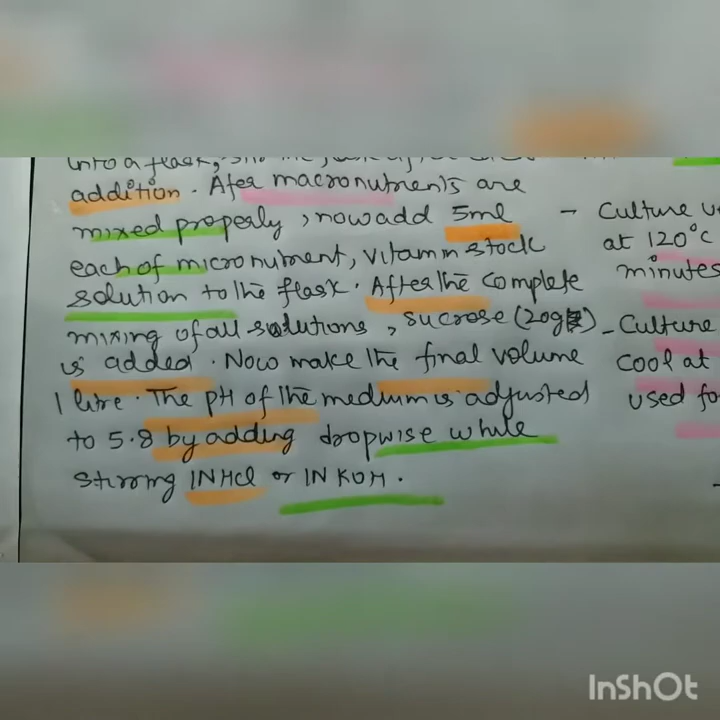 into a flask,
addition. Afer macronutrients are
mixed properly, now add 5ml
each of micronutrient, vitamin stock
solution to the flask. After the complete
mixing of all solutions, sucrose (20g)
is added. Now make the final volume
1 litre. The pH of the medium is adjusted
to 5.8 by adding dropwise while
stirring 1N HCl or 1N KOH.
- Culture
at 120°C
minutes
- Culture
Cool at
used fo
InShOt